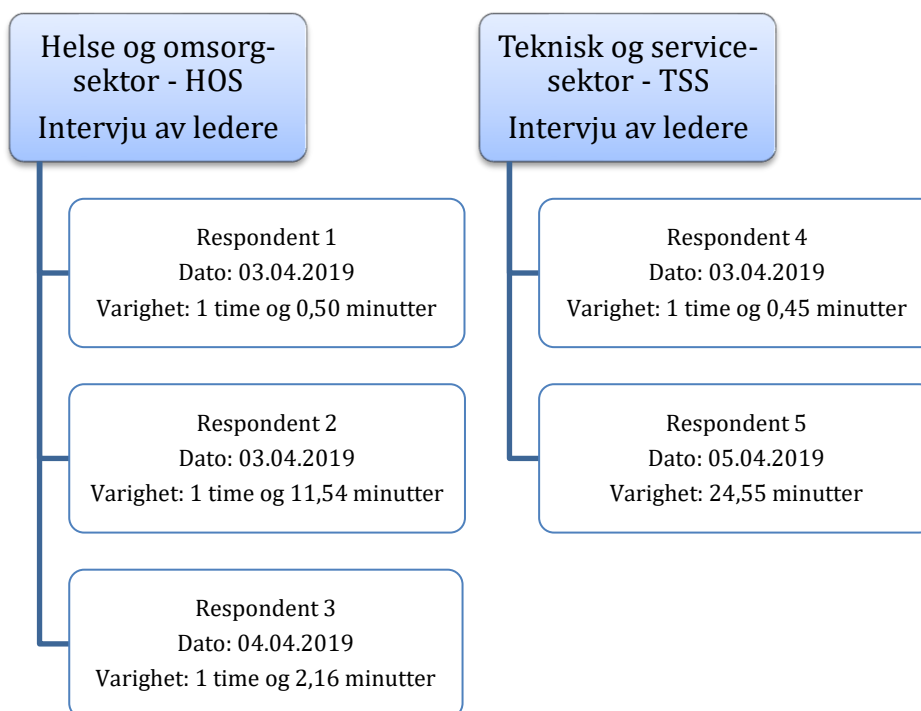 Helse og omsorg-
sektor - HOS
Intervju av ledere
Respondent 1
Dato: 03.04.2019
Varighet: 1 time og 0,50 minutter
Respondent 2
Dato: 03.04.2019
Varighet: 1 time og 11,54 minutter
Respondent 3
Dato: 04.04.2019
Varighet: 1 time og 2,16 minutter
Teknisk og service-
sektor - TSS
Intervju av ledere
Respondent 4
Dato: 03.04.2019
Varighet: 1 time og 0,45 minutter
Respondent 5
Dato: 05.04.2019
Varighet: 24,55 minutter